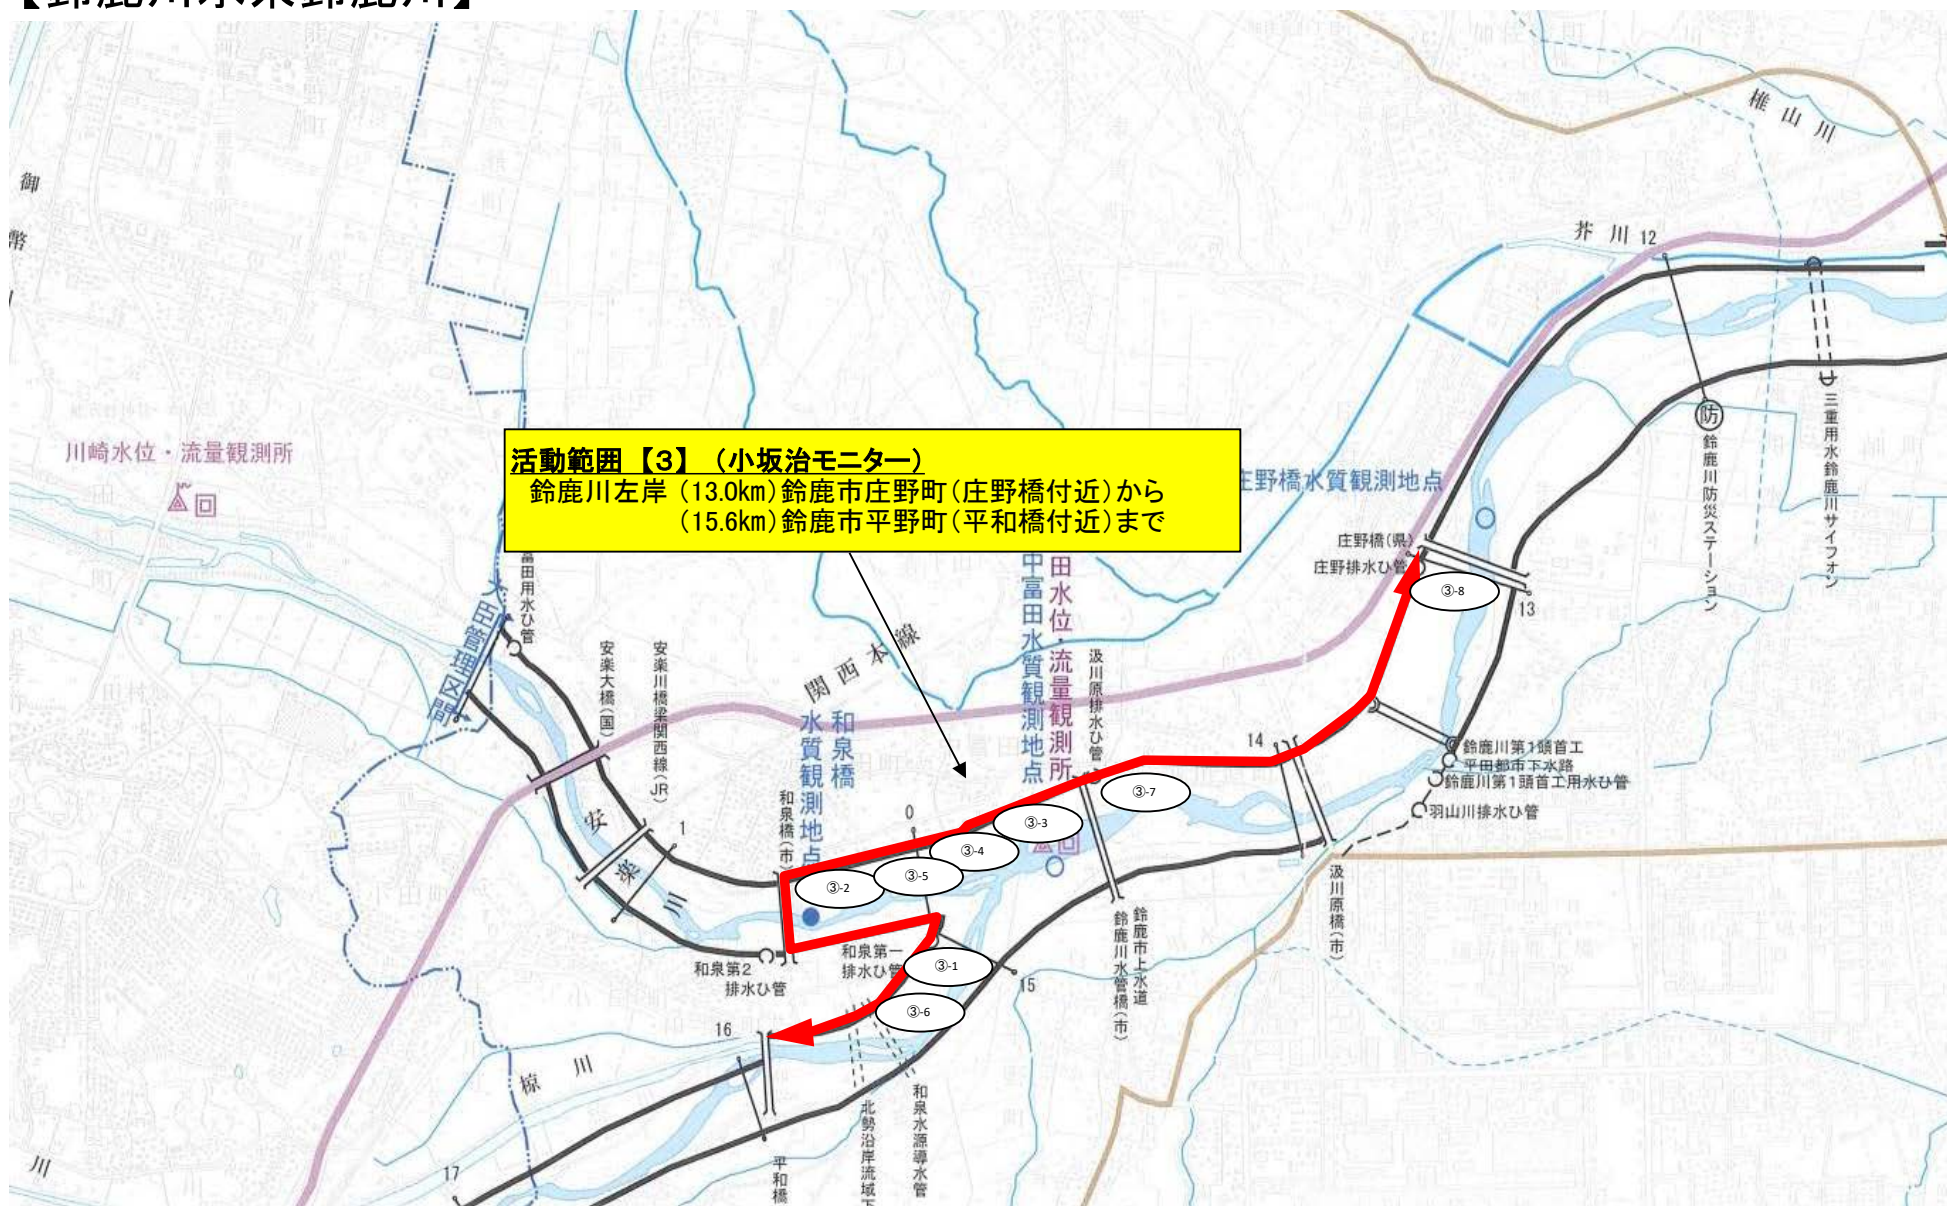 【鈴鹿川水系鈴鹿川】
御
幣
川崎水位・流量観測所
椎山川
芥川
12
活動範囲【3】（小坂治モニター）
鈴鹿川左岸（13.0km）鈴鹿市庄野町（庄野橋付近）から
（15.6km）鈴鹿市平野町（平和橋付近）まで
庄野橋水質観測地点
庄野橋（県）
庄野排水ひ管
③-8
13
防
鈴鹿川防災ステーション
三重用水鈴鹿川サイフォン
富田用水ひ管
大臣管理区間
安楽大橋（国）
安楽川橋梁関西線（JR）
関西本線
和泉橋
水質観測地点
和泉橋（市）
中富田水質観測地点
田水位・流量観測所
汲川原排水ひ管
14
鈴鹿川第1頭首工
平田都市下水路
鈴鹿川第1頭首工用水ひ管
羽山川排水ひ管
安楽川
1
0
③-7
③-3
③-4
③-5
③-2
和泉第2
排水ひ管
和泉第一
排水ひ管
③-1
③-6
15
鈴鹿市上水道
鈴鹿川水管橋（市）
汲川原橋（市）
16
椋川
17
平和橋
北勢沿岸流域下
和泉水源導水管
川